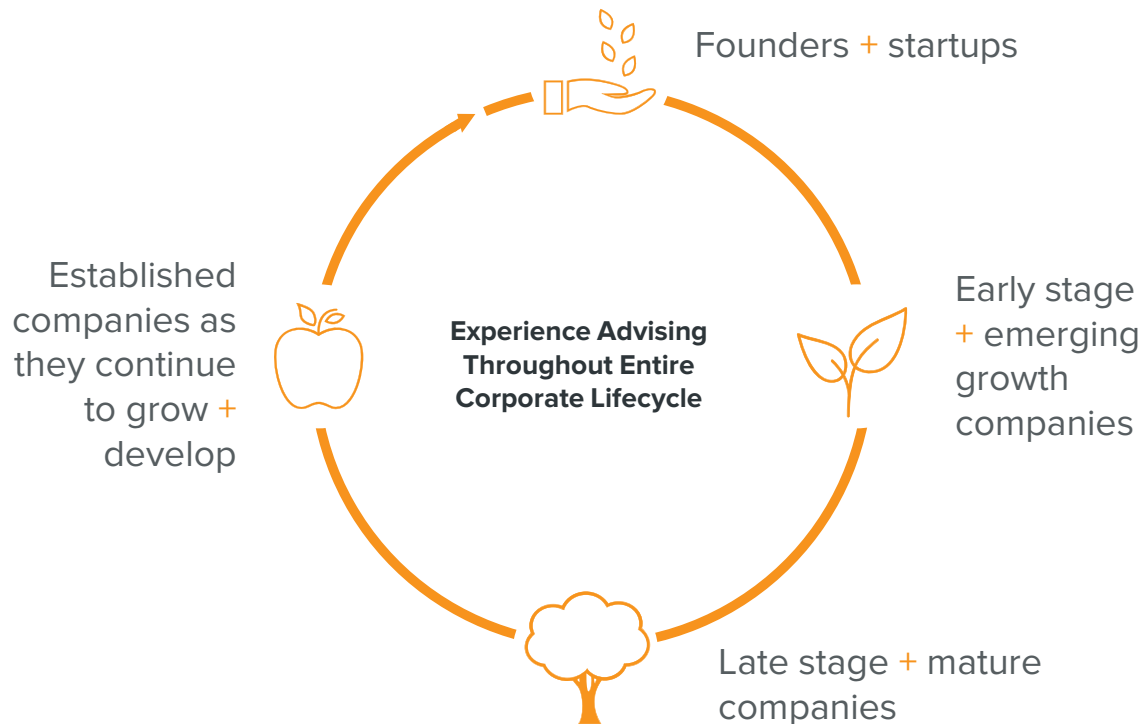 Founders + startups
Early stage
+ emerging
growth
companies
Late stage + mature
companies
Established
companies as
they continue
to grow +
develop
Experience Advising
Throughout Entire
Corporate Lifecycle